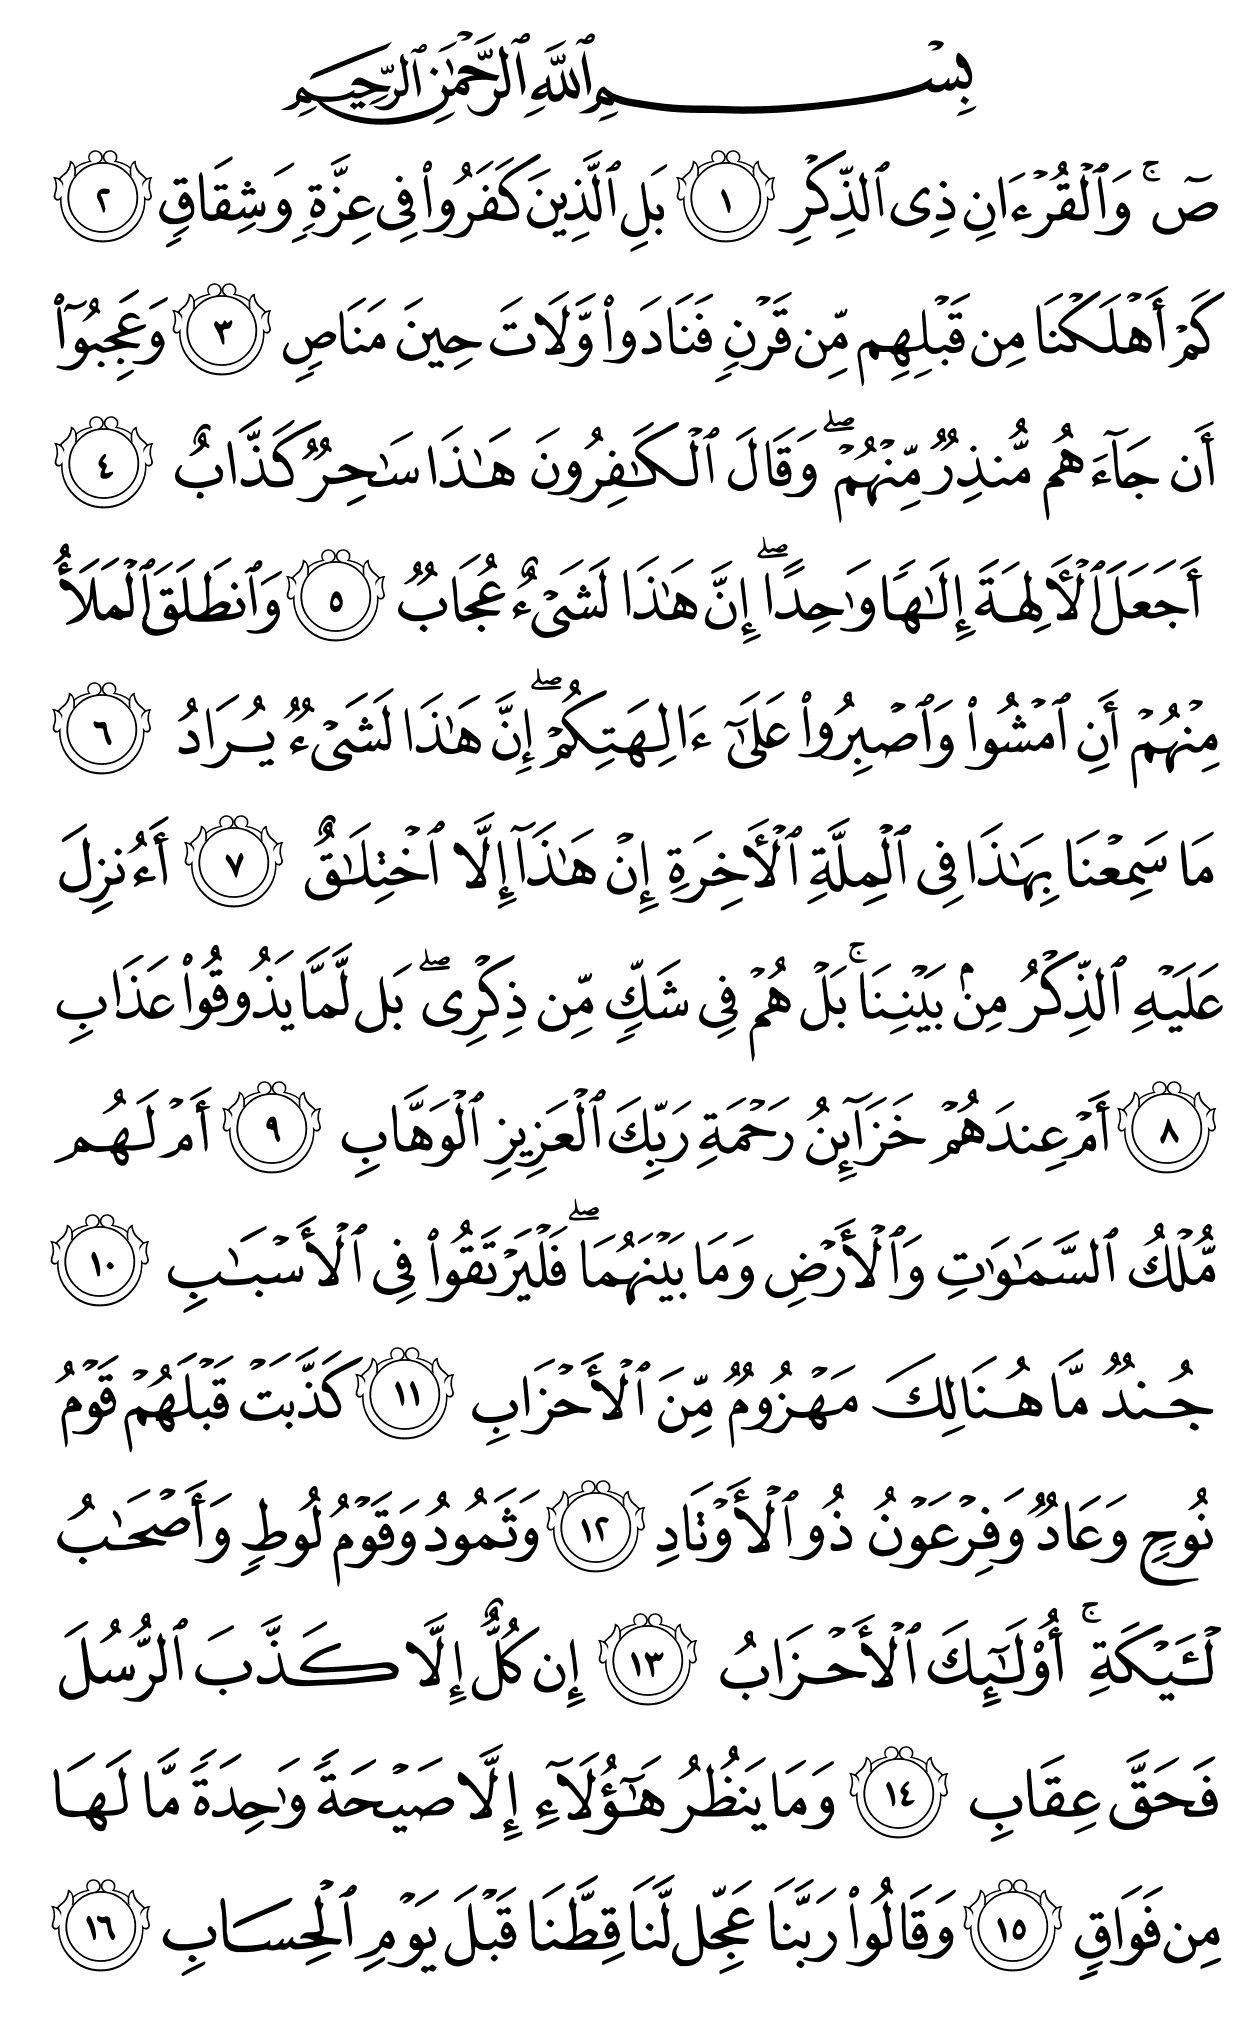 بِسْمِ ٱللَّهِ ٱلرَّحْمَٰنِ ٱلرَّحِيمِ
صٓ ۚ وَٱلْقُرْءَانِ ذِى ٱلذِّكْرِ ١ بَلِ ٱلَّذِينَ كَفَرُوا۟ فِى عِزَّةٍ وَشِقَاقٍ ٢
كَمْ أَهْلَكْنَا مِن قَبْلِهِم مِّن قَرْنٍ فَنَادَوا۟ وَّلَاتَ حِينَ مَنَاصٍ ٣ وَعَجِبُوٓا۟
أَن جَآءَهُم مُّنذِرٌ مِّنْهُمْ ۖ وَقَالَ ٱلْكَٰفِرُونَ هَٰذَا سَٰحِرٌ كَذَّابٌ ٤
أَجَعَلَ ٱلْـَٔالِهَةَ إِلَٰهًا وَٰحِدًا ۖ إِنَّ هَٰذَا لَشَىْءٌ عُجَابٌ ٥ وَٱنطَلَقَ ٱلْمَلَأُ
مِنْهُمْ أَنِ ٱمْشُوا۟ وَٱصْبِرُوا۟ عَلَىٰٓ ءَالِهَتِكُمْ ۖ إِنَّ هَٰذَا لَشَىْءٌ يُرَادُ ٦
مَا سَمِعْنَا بِهَٰذَا فِى ٱلْمِلَّةِ ٱلْـَٔاخِرَةِ إِنْ هَٰذَآ إِلَّا ٱخْتِلَٰقٌ ٧ أَءُنزِلَ
عَلَيْهِ ٱلذِّكْرُ مِنۢ بَيْنِنَا ۚ بَلْ هُمْ فِى شَكٍّ مِّن ذِكْرِى ۖ بَل لَّمَّا يَذُوقُوا۟ عَذَابِ
٨ أَمْ عِندَهُمْ خَزَآئِنُ رَحْمَةِ رَبِّكَ ٱلْعَزِيزِ ٱلْوَهَّابِ ٩ أَمْ لَهُم
مُّلْكُ ٱلسَّمَٰوَٰتِ وَٱلْأَرْضِ وَمَا بَيْنَهُمَا ۖ فَلْيَرْتَقُوا۟ فِى ٱلْأَسْبَٰبِ ١٠
جُندٌ مَّا هُنَالِكَ مَهْزُومٌ مِّنَ ٱلْأَحْزَابِ ١١ كَذَّبَتْ قَبْلَهُمْ قَوْمُ
نُوحٍ وَعَادٌ وَفِرْعَوْنُ ذُو ٱلْأَوْتَادِ ١٢ وَثَمُودُ وَقَوْمُ لُوطٍ وَأَصْحَٰبُ
لْـَٔيْكَةِ ۚ أُو۟لَٰٓئِكَ ٱلْأَحْزَابُ ١٣ إِن كُلٌّ إِلَّا كَذَّبَ ٱلرُّسُلَ
فَحَقَّ عِقَابِ ١٤ وَمَا يَنظُرُ هَٰٓؤُلَآءِ إِلَّا صَيْحَةً وَٰحِدَةً مَّا لَهَا
مِن فَوَاقٍ ١٥ وَقَالُوا۟ رَبَّنَا عَجِّل لَّنَا قِطَّنَا قَبْلَ يَوْمِ ٱلْحِسَابِ ١٦